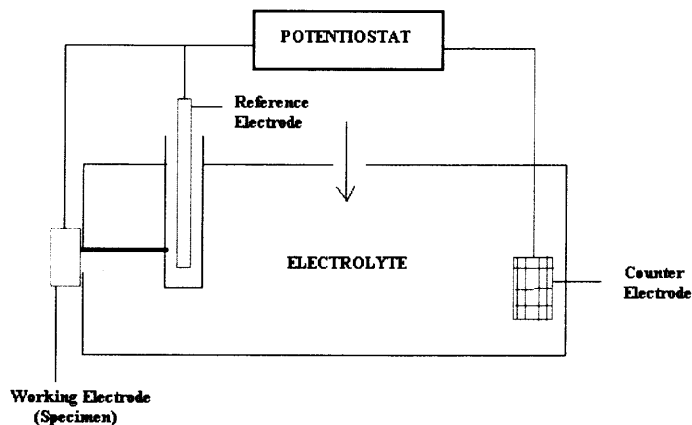 POTENTIOSTAT
Reference
Electrode
ELECTROLYTE
Counter
Electrode
Working Electrode
(Specimen)